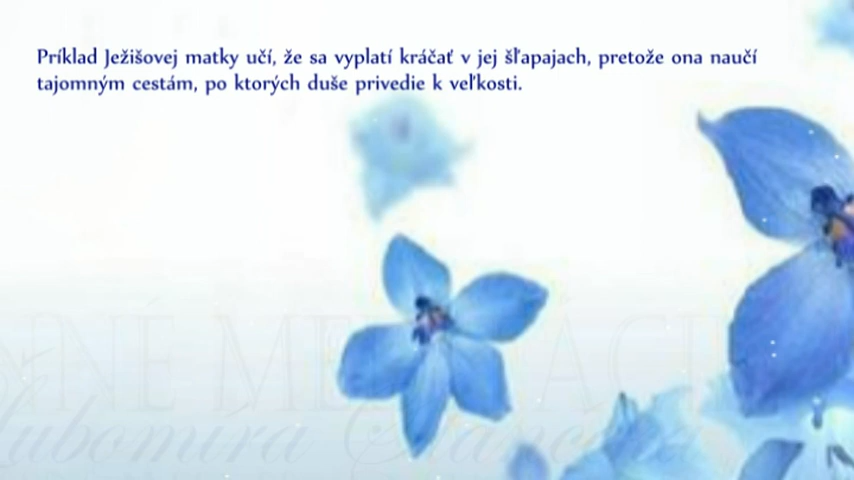 Príklad Ježišovej matky učí, že sa vyplatí kráčať v jej šľapajach, pretože ona naučí
tajomným cestám, po ktorých duše privedie k veľkosti.